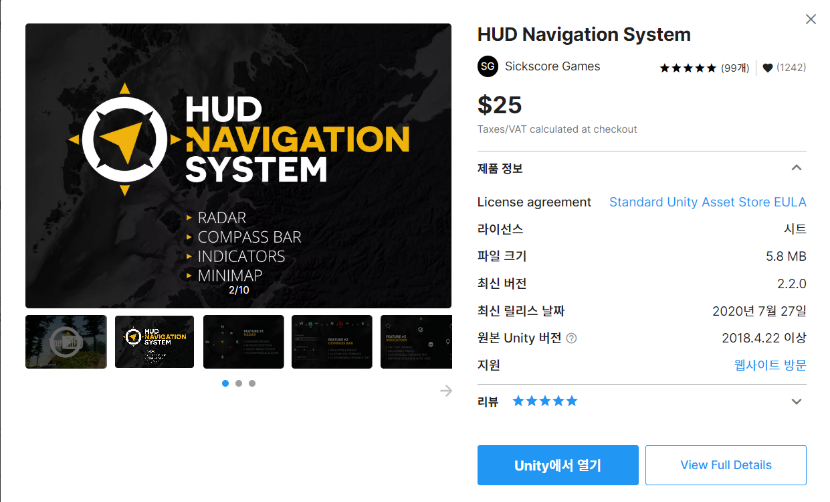 HUD
NAVIGATION
SYSTEM
RADAR
COMPASS BAR
INDICATORS
MINIMAP
2/10
HUD
NAVIGATION
SYSTEM
HUD Navigation System
SG Sickscore Games ★★★★★ (99개) (1242)
$25
Taxes/VAT calculated at checkout
제품 정보
License agreement Standard Unity Asset Store EULA
라이선스 시트
파일 크기 5.8 MB
최신 버전 2.2.0
최신 릴리스 날짜 2020년 7월 27일
원본 Unity 버전 2018.4.22 이상
지원 웹사이트 방문
리뷰 ★★★★★
Unity에서 열기 View Full Details